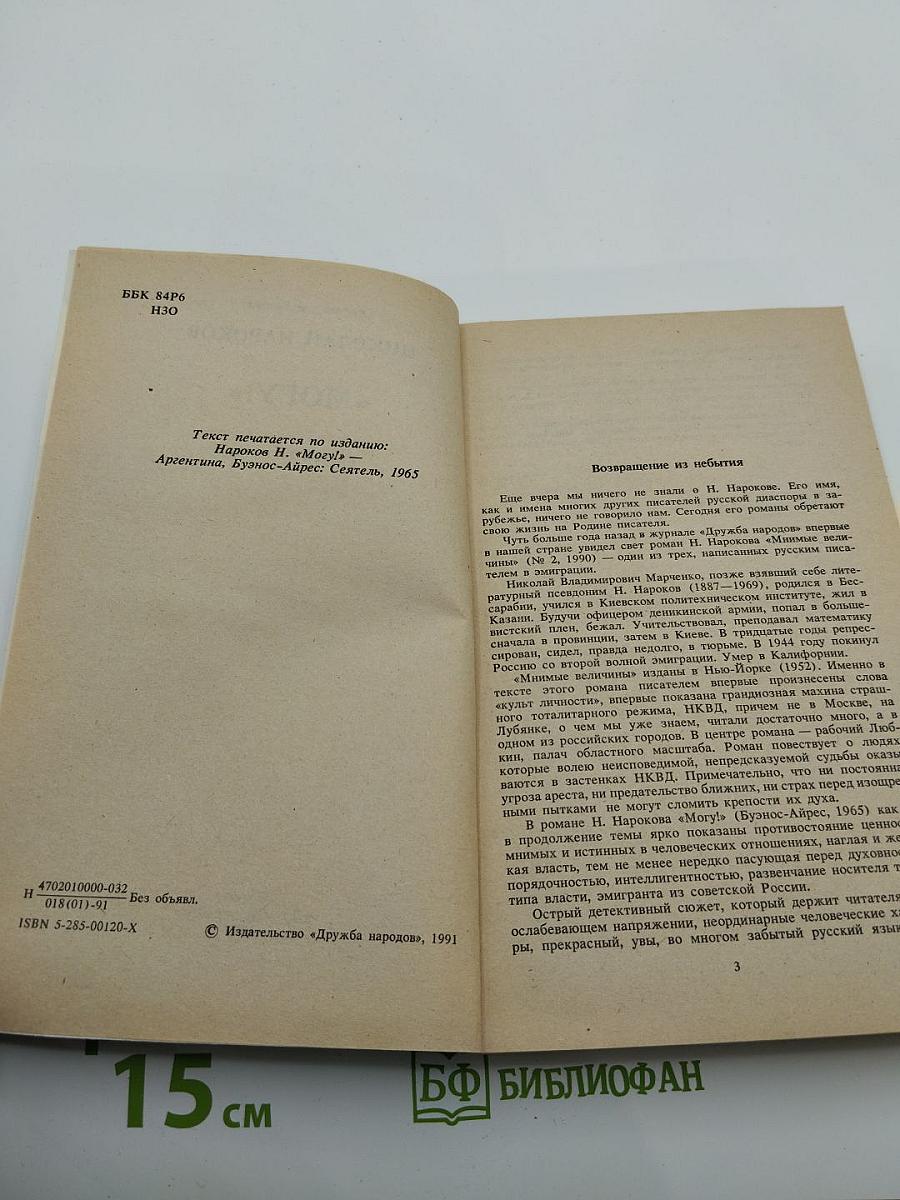 ББК 84Р6
Н3О
Текст печатается по изданию:
Нароков Н. «Могу!» —
Аргентина, Буэнос-Айрес: Сеятель, 1965
Н 4702010000-032 Без объявл.
018(01)-91
ISBN 5-285-00120-X
© Издательство «Дружба народов», 1991
Возвращение из небытия
Еще вчера мы ничего не знали о Н. Нарокове. Его имя,
как и имена многих других писателей русской диаспоры в за-
рубежье, ничего не говорило нам. Сегодня его романы обретают
свою жизнь на Родине писателя.
Чуть больше года назад в журнале «Дружба народов» впервые
в нашей стране увидел свет роман Н. Нарокова «Мнимые вели-
чины» (№ 2, 1990) — один из трех, написанных русским писа-
телем в эмиграции.
Николай Владимирович Марченко, позже взявший себе лите-
ратурный псевдоним Н. Нароков (1887—1969), родился в Бес-
сарабии, учился в Киевском политехническом институте, жил в
Казани. Будучи офицером деникинской армии, попал в больше-
вистский плен, бежал. Учительствовал, преподавал математику
сначала в провинции, затем в Киеве. В тридцатые годы репрес-
сирован, сидел, правда недолго, в тюрьме. В 1944 году покинул
Россию со второй волной эмиграции. Умер в Калифорнии.
«Мнимые величины» изданы в Нью-Йорке (1952). Именно в
тексте этого романа писателем впервые произнесены слова
«культ личности», впервые показана грандиозная махина страш-
ного тоталитарного режима, НКВД, причем не в Москве, на
Лубянке, о чем мы уже знаем, читали достаточно много, а в
одном из российских городов. В центре романа — рабочий Люб-
кин, палач областного масштаба. Роман повествует о людях
которые волею неисповедимой, непредсказуемой судьбы оказы
ваются в застенках НКВД. Примечательно, что ни постоянна
угроза ареста, ни предательство ближних, ни страх перед изощре
ными пытками не могут сломить крепости их духа.
В романе Н. Нарокова «Могу!» (Буэнос-Айрес, 1965) как
в продолжение темы ярко показаны противостояние ценнос
мнимых и истинных в человеческих отношениях, наглая и же
кая власть, тем не менее нередко пасующая перед духовнос
порядочностью, интеллигентностью, развенчание носителя т
типа власти, эмигранта из советской России.
Острый детективный сюжет, который держит читателя
ослабевающем напряжении, неординарные человеческие ха
ры, прекрасный, увы, во многом забытый русский язык
3
15 см
БФ БИБЛИОФАН